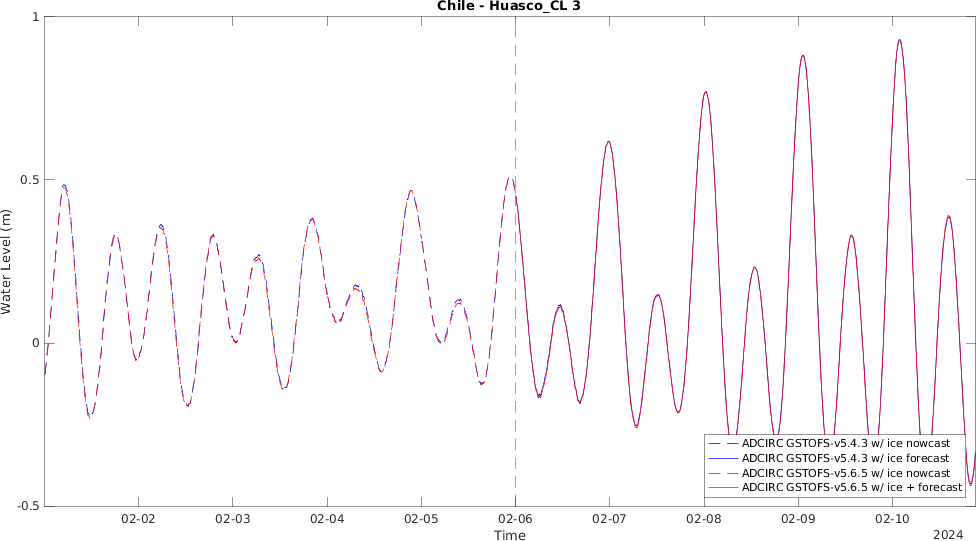 Chile - Huasco_CL 3
1
0.5
0
-0.5
Water Level (m)
ADCIRC GSTOFS-v5.4.3 w/ ice nowcast
ADCIRC GSTOFS-v5.4.3 w/ ice forecast
ADCIRC GSTOFS-v5.6.5 w/ ice nowcast
ADCIRC GSTOFS-v5.6.5 w/ ice + forecast
02-02 02-03 02-04 02-05 02-06 02-07 02-08 02-09 02-10
Time
2024